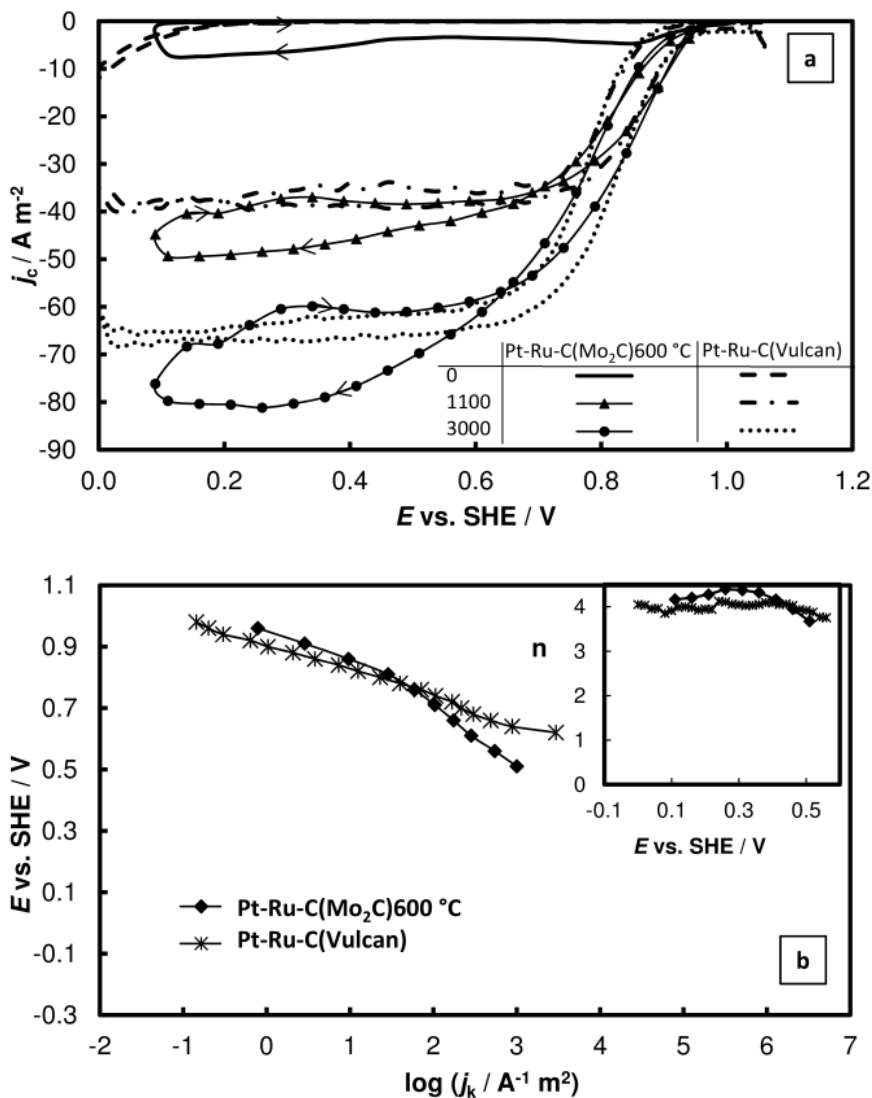 0
-10
-20
-30
-40
-50
-60
-70
-80
-90
j_c / A m⁻²
a
Pt-Ru-C(Mo₂C)600 °C Pt-Ru-C(Vulcan)
0
1100
3000
0.0 0.2 0.4 0.6 0.8 1.0 1.2
E vs. SHE / V
1.1
0.9
0.7
0.5
0.3
0.1
-0.1
-0.3
E vs. SHE / V
n
4
3
2
1
0
-0.1 0.1 0.3 0.5
E vs. SHE / V
Pt-Ru-C(Mo₂C)600 °C
Pt-Ru-C(Vulcan)
b
-2 -1 0 1 2 3 4 5 6 7
log (j_k / A⁻¹ m²)